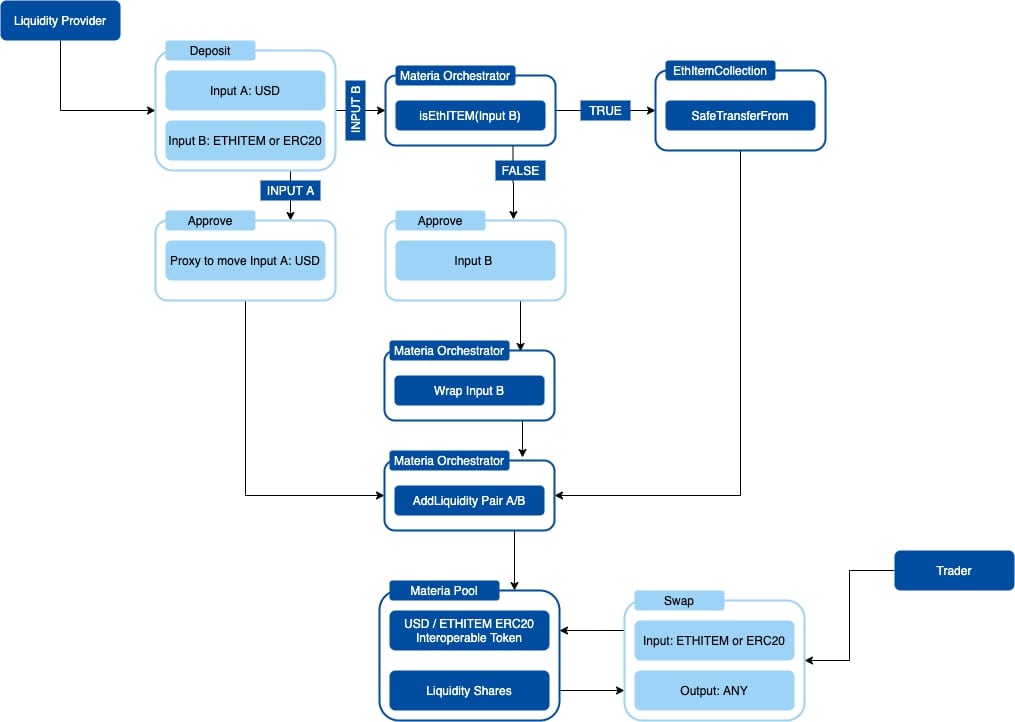 Liquidity Provider
Deposit
Input A: USD
Input B: ETHITEM or ERC20
INPUT B
Materia Orchestrator
isEthITEM(Input B)
TRUE
EthItemCollection
SafeTransferFrom
INPUT A
FALSE
Approve
Proxy to move Input A: USD
Approve
Input B
Materia Orchestrator
Wrap Input B
Materia Orchestrator
AddLiquidity Pair A/B
Materia Pool
USD / ETHITEM ERC20
Interoperable Token
Liquidity Shares
Swap
Input: ETHITEM or ERC20
Output: ANY
Trader